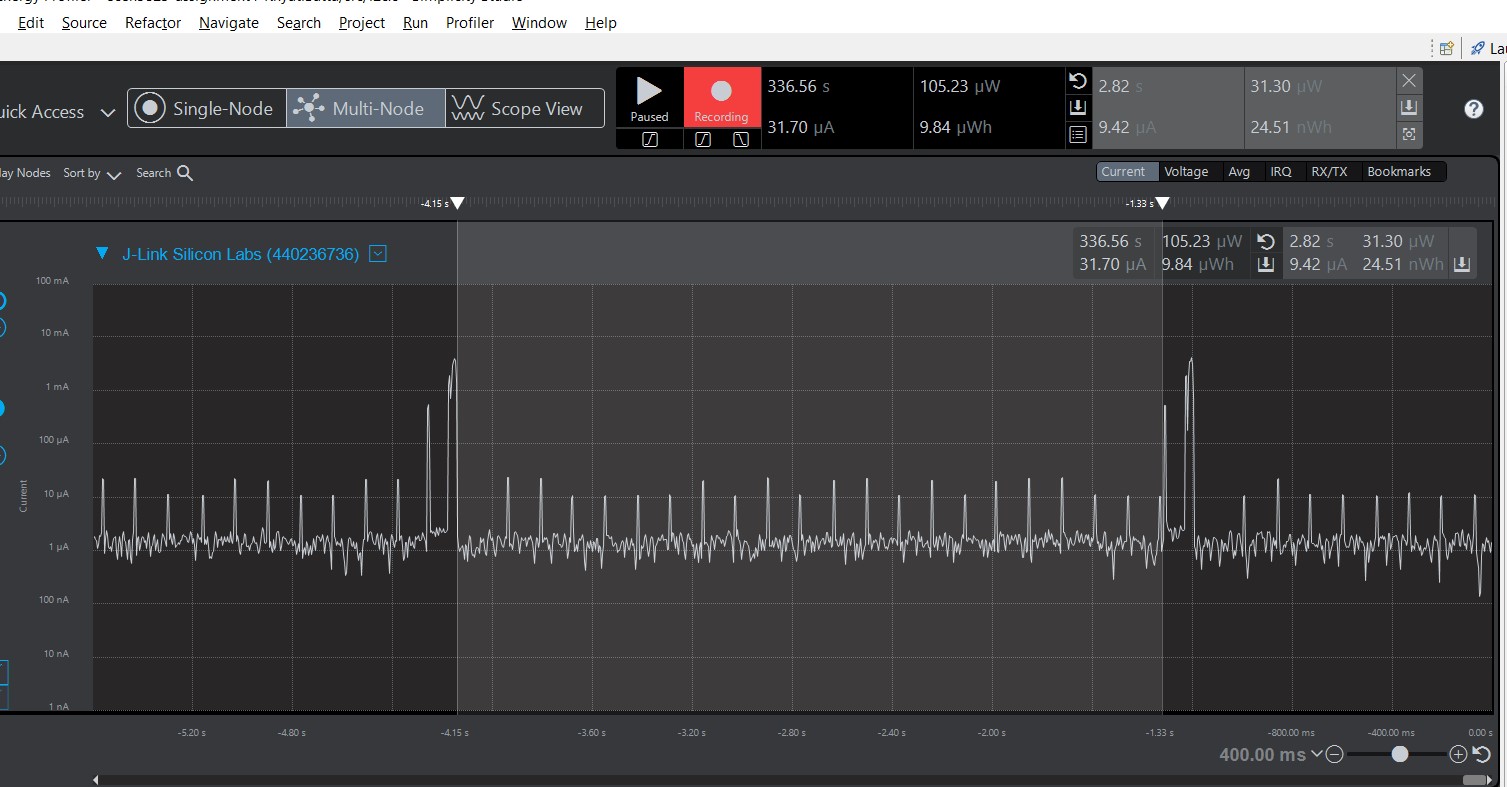 Edit Source Refactor Navigate Search Project Run Profiler Window Help
uick Access
Single-Node
Multi-Node
Scope View
Paused
Recording
336.56 s
31.70 µA
105.23 µW
9.84 µWh
2.82 s
9.42 µA
31.30 µW
24.51 nWh
lay Nodes Sort by Search
Current Voltage Avg IRQ RX/TX Bookmarks
-4.15 s
-1.33 s
J-Link Silicon Labs (440236736)
336.56 s 105.23 µW 2.82 s 31.30 µW
31.70 µA 9.84 µWh 9.42 µA 24.51 nWh
100 mA
10 mA
1 mA
100 µA
10 µA
1 µA
100 nA
10 nA
1 nA
Current
-5.20 s -4.80 s -4.15 s -3.60 s -3.20 s -2.80 s -2.40 s -2.00 s -1.33 s -800.00 ms -400.00 ms 0.00 s
400.00 ms